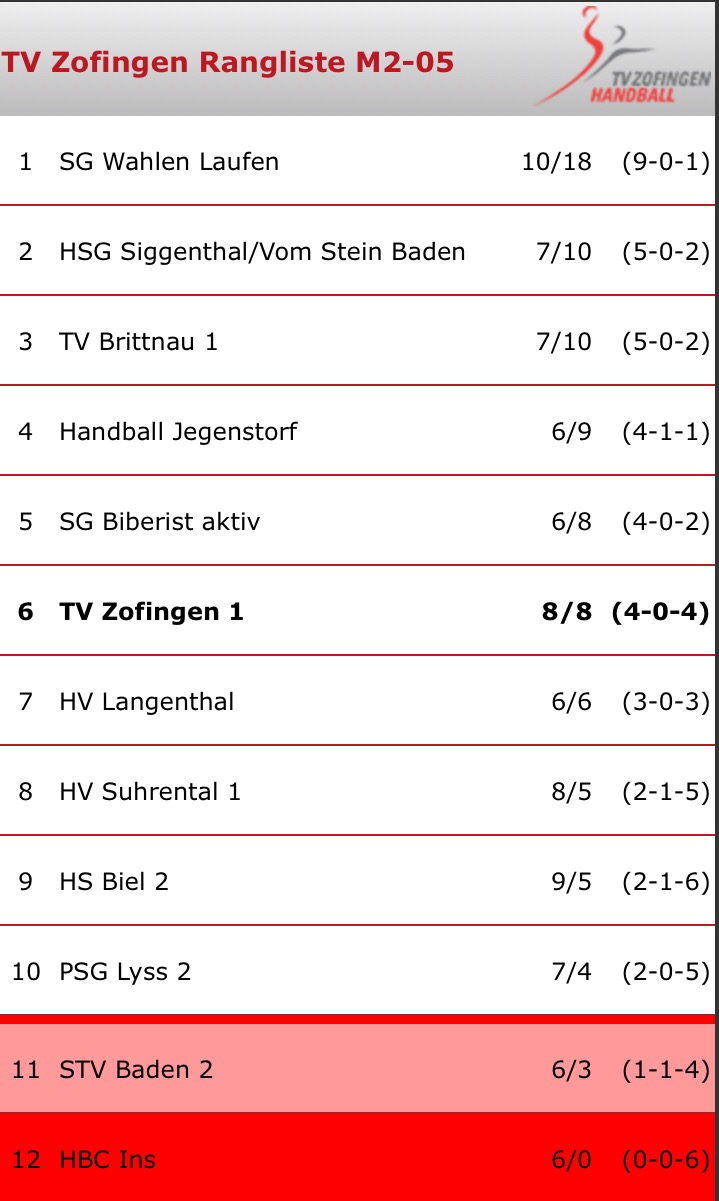 TV Zofingen Rangliste M2-05
TVZOFINGEN
HANDBALL
1 SG Wahlen Laufen 10/18 (9-0-1)
2 HSG Siggenthal/Vom Stein Baden 7/10 (5-0-2)
3 TV Brittnau 1 7/10 (5-0-2)
4 Handball Jegenstorf 6/9 (4-1-1)
5 SG Biberist aktiv 6/8 (4-0-2)
6 TV Zofingen 1 8/8 (4-0-4)
7 HV Langenthal 6/6 (3-0-3)
8 HV Suhrental 1 8/5 (2-1-5)
9 HS Biel 2 9/5 (2-1-6)
10 PSG Lyss 2 7/4 (2-0-5)
11 STV Baden 2 6/3 (1-1-4)
12 HBC Ins 6/0 (0-0-6)